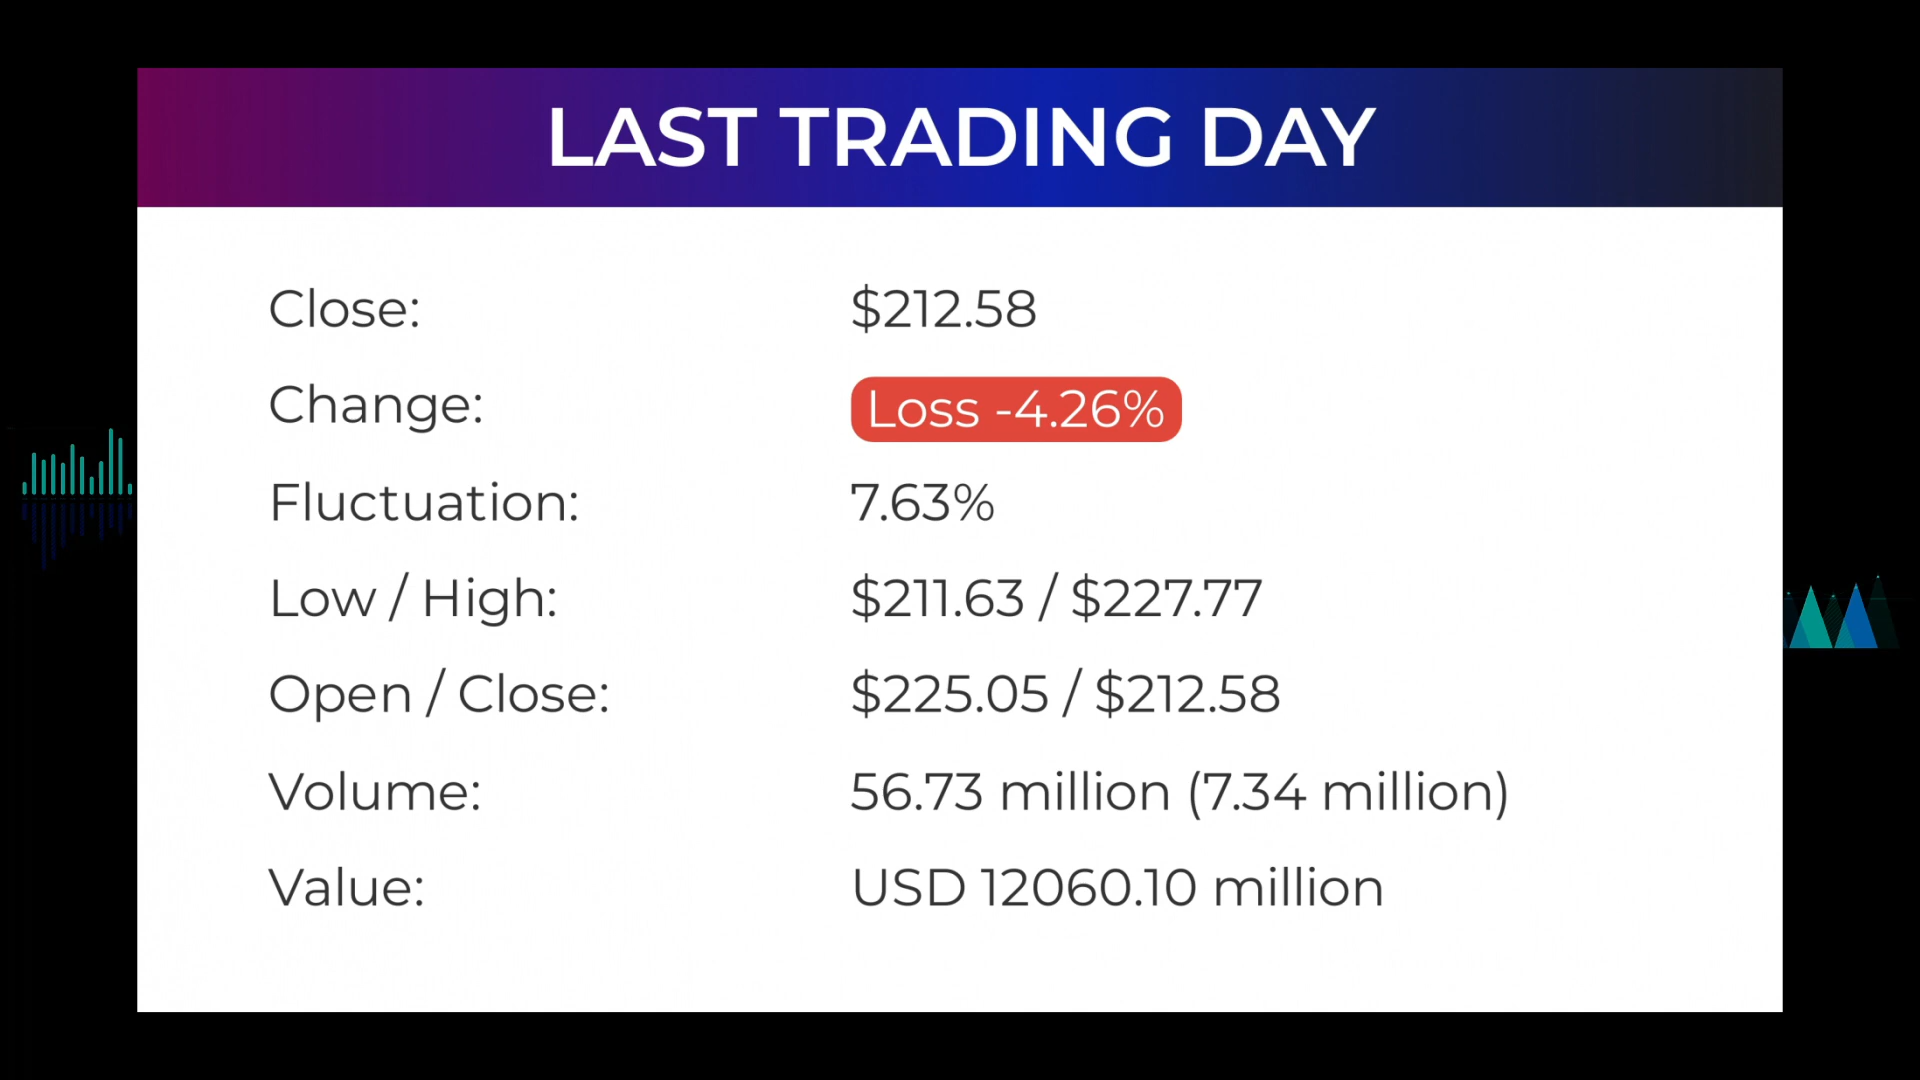 LAST TRADING DAY
Close: $212.58
Change: Loss -4.26%
Fluctuation: 7.63%
Low / High: $211.63 / $227.77
Open / Close: $225.05 / $212.58
Volume: 56.73 million (7.34 million)
Value: USD 12060.10 million